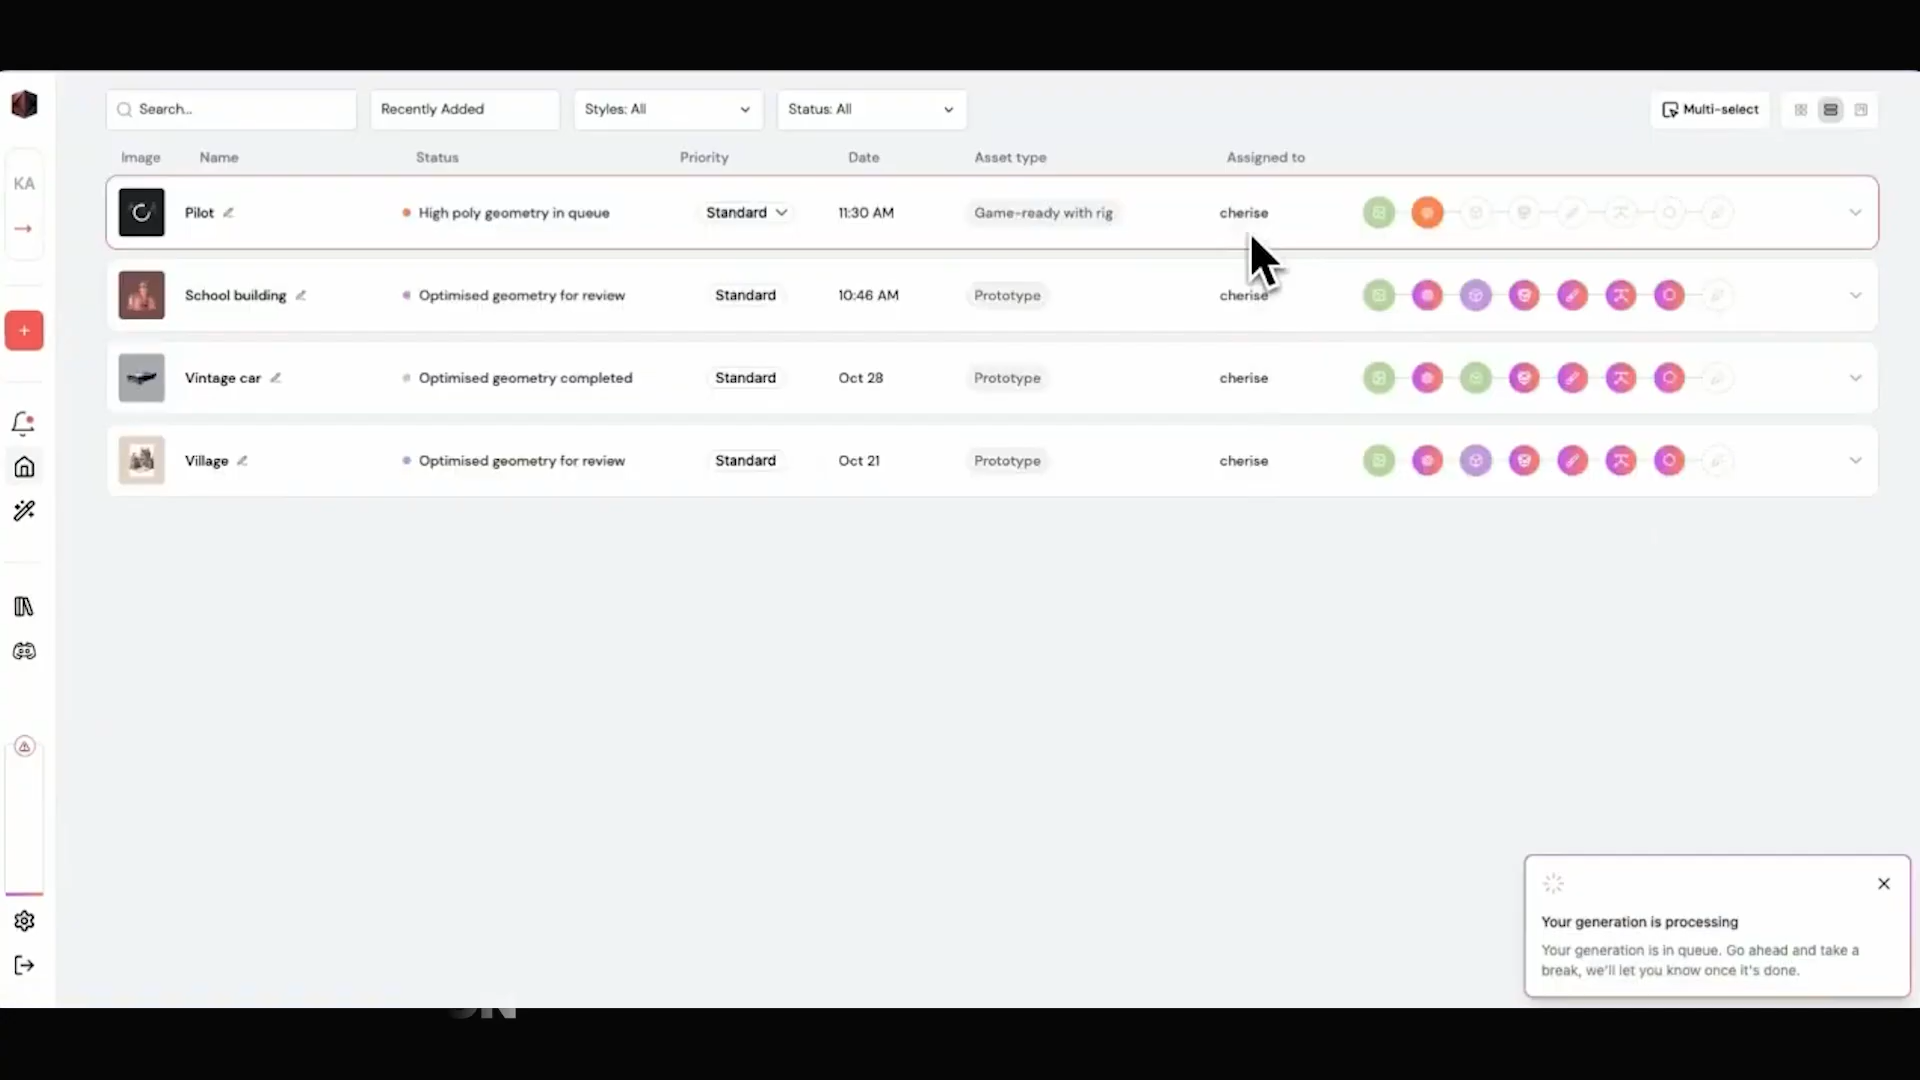 Search...
Recently Added
Styles: All
Status: All
Multi-select
Image Name Status Priority Date Asset type Assigned to
KA
Pilot High poly geometry in queue Standard 11:30 AM Game-ready with rig cherise
School building Optimised geometry for review Standard 10:46 AM Prototype cherise
Vintage car Optimised geometry completed Standard Oct 28 Prototype cherise
Village Optimised geometry for review Standard Oct 21 Prototype cherise
Your generation is processing
Your generation is in queue. Go ahead and take a
break, we'll let you know once it's done.